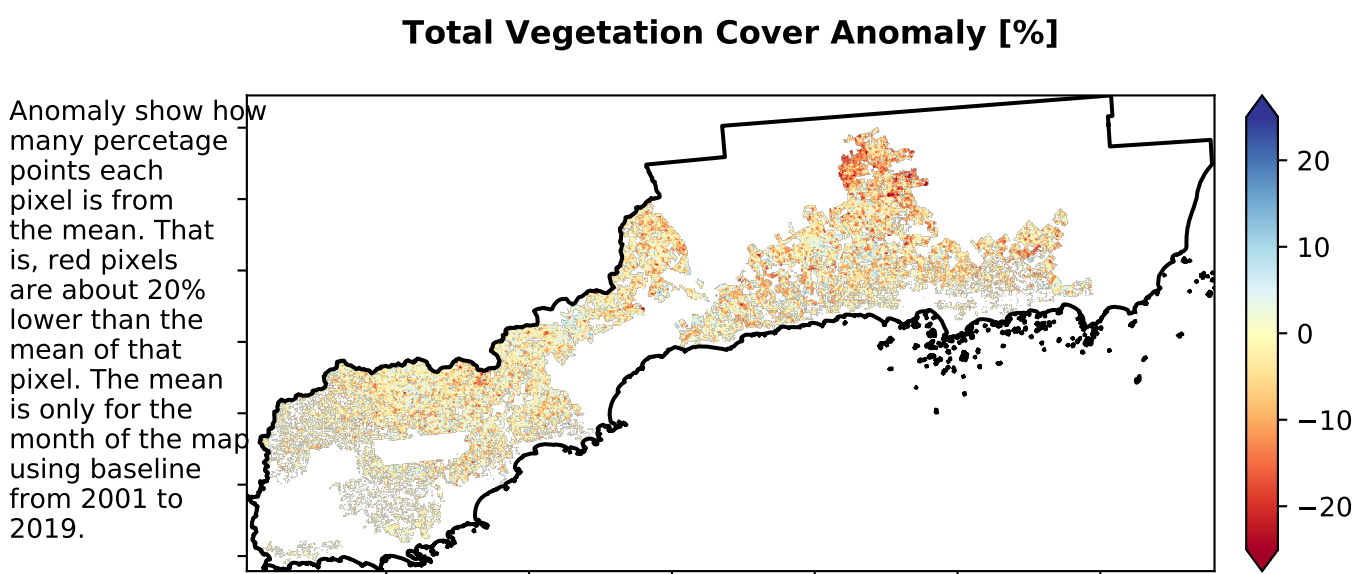 Total Vegetation Cover Anomaly [%]
Anomaly show how
many percetage
points each
pixel is from
the mean. That
is, red pixels
are about 20%
lower than the
mean of that
pixel. The mean
is only for the
month of the map
using baseline
from 2001 to
2019.
20
10
0
−10
−20